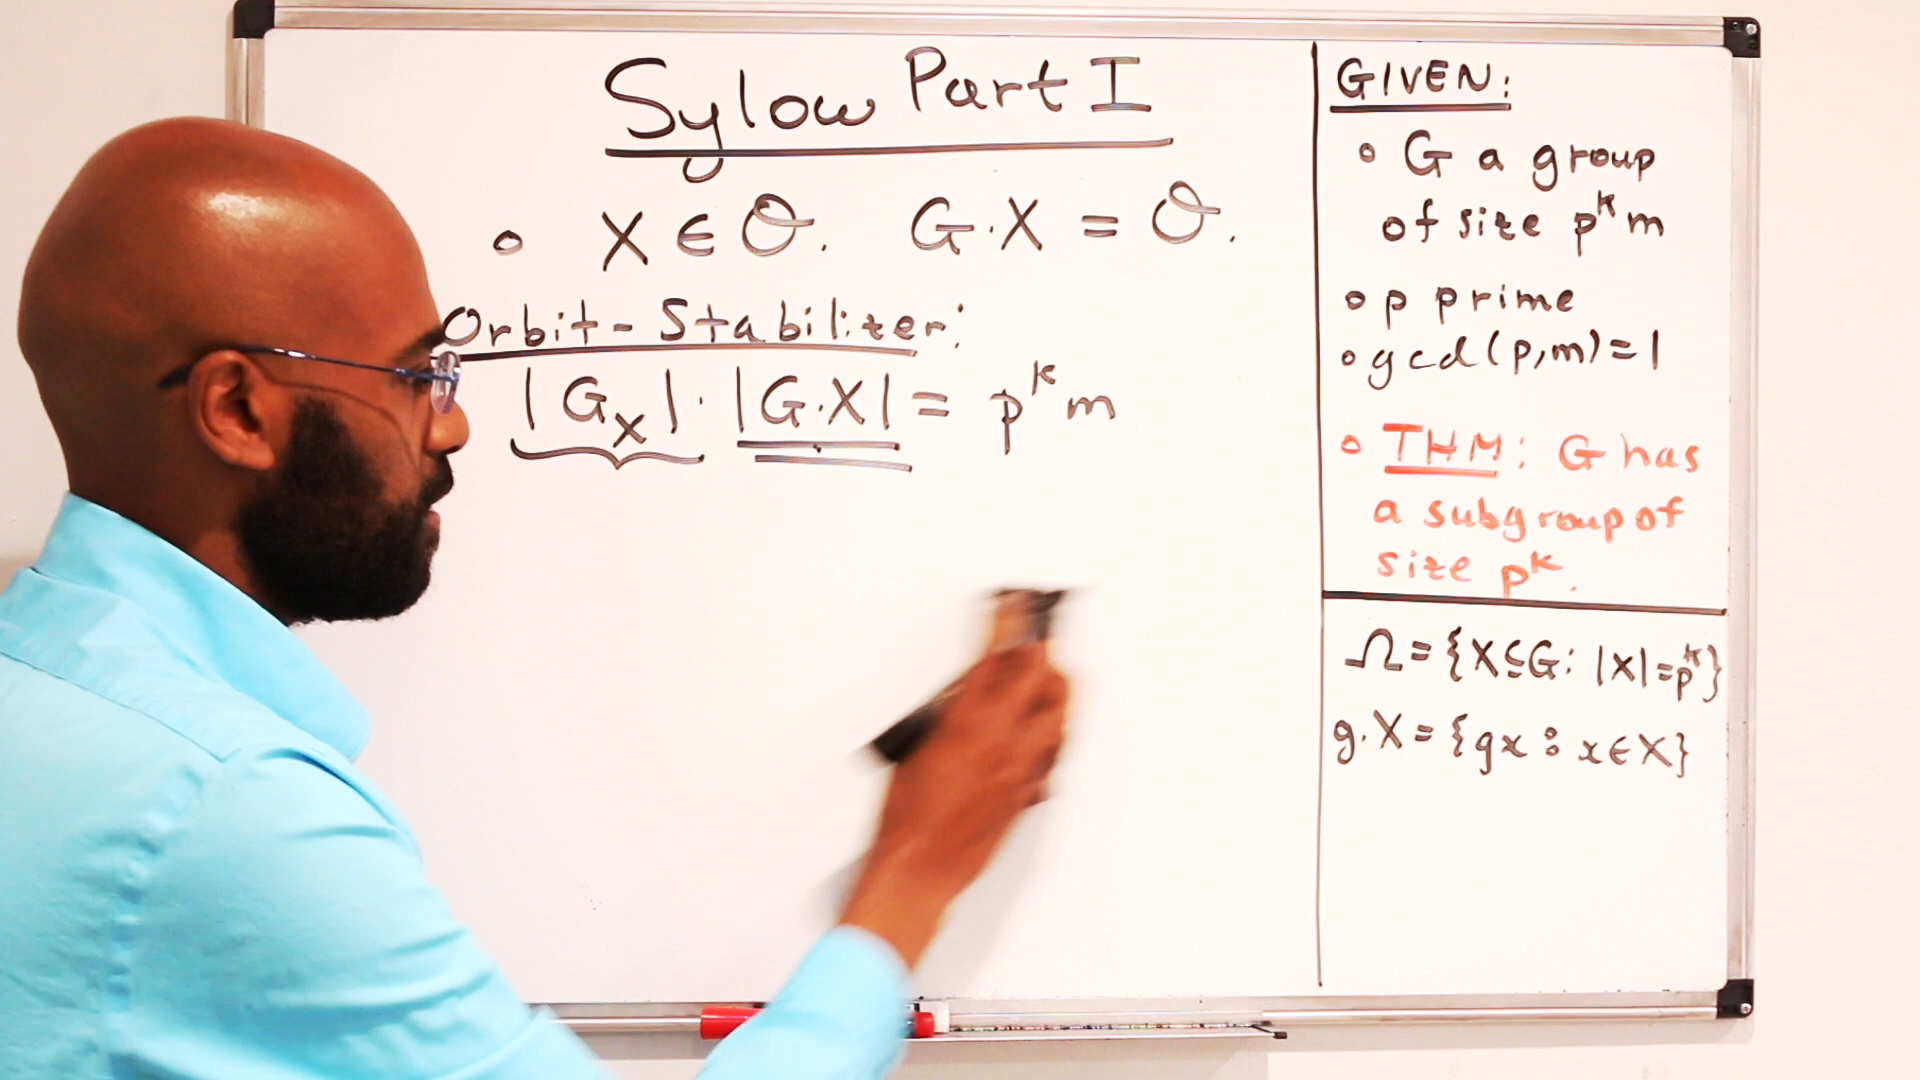 Sylow Part I
∘ X ∈ 𝒪. G·X = 𝒪.
Orbit-Stabilizer:
|G_X|·|G·X| = p^k m
GIVEN:
∘ G a group
of size p^k m
∘ p prime
∘ gcd(p,m)=1
∘ THM: G has
a subgroup of
size p^k.
Ω={X⊆G: |X|=p^k}
g·X={gx : x∈X}